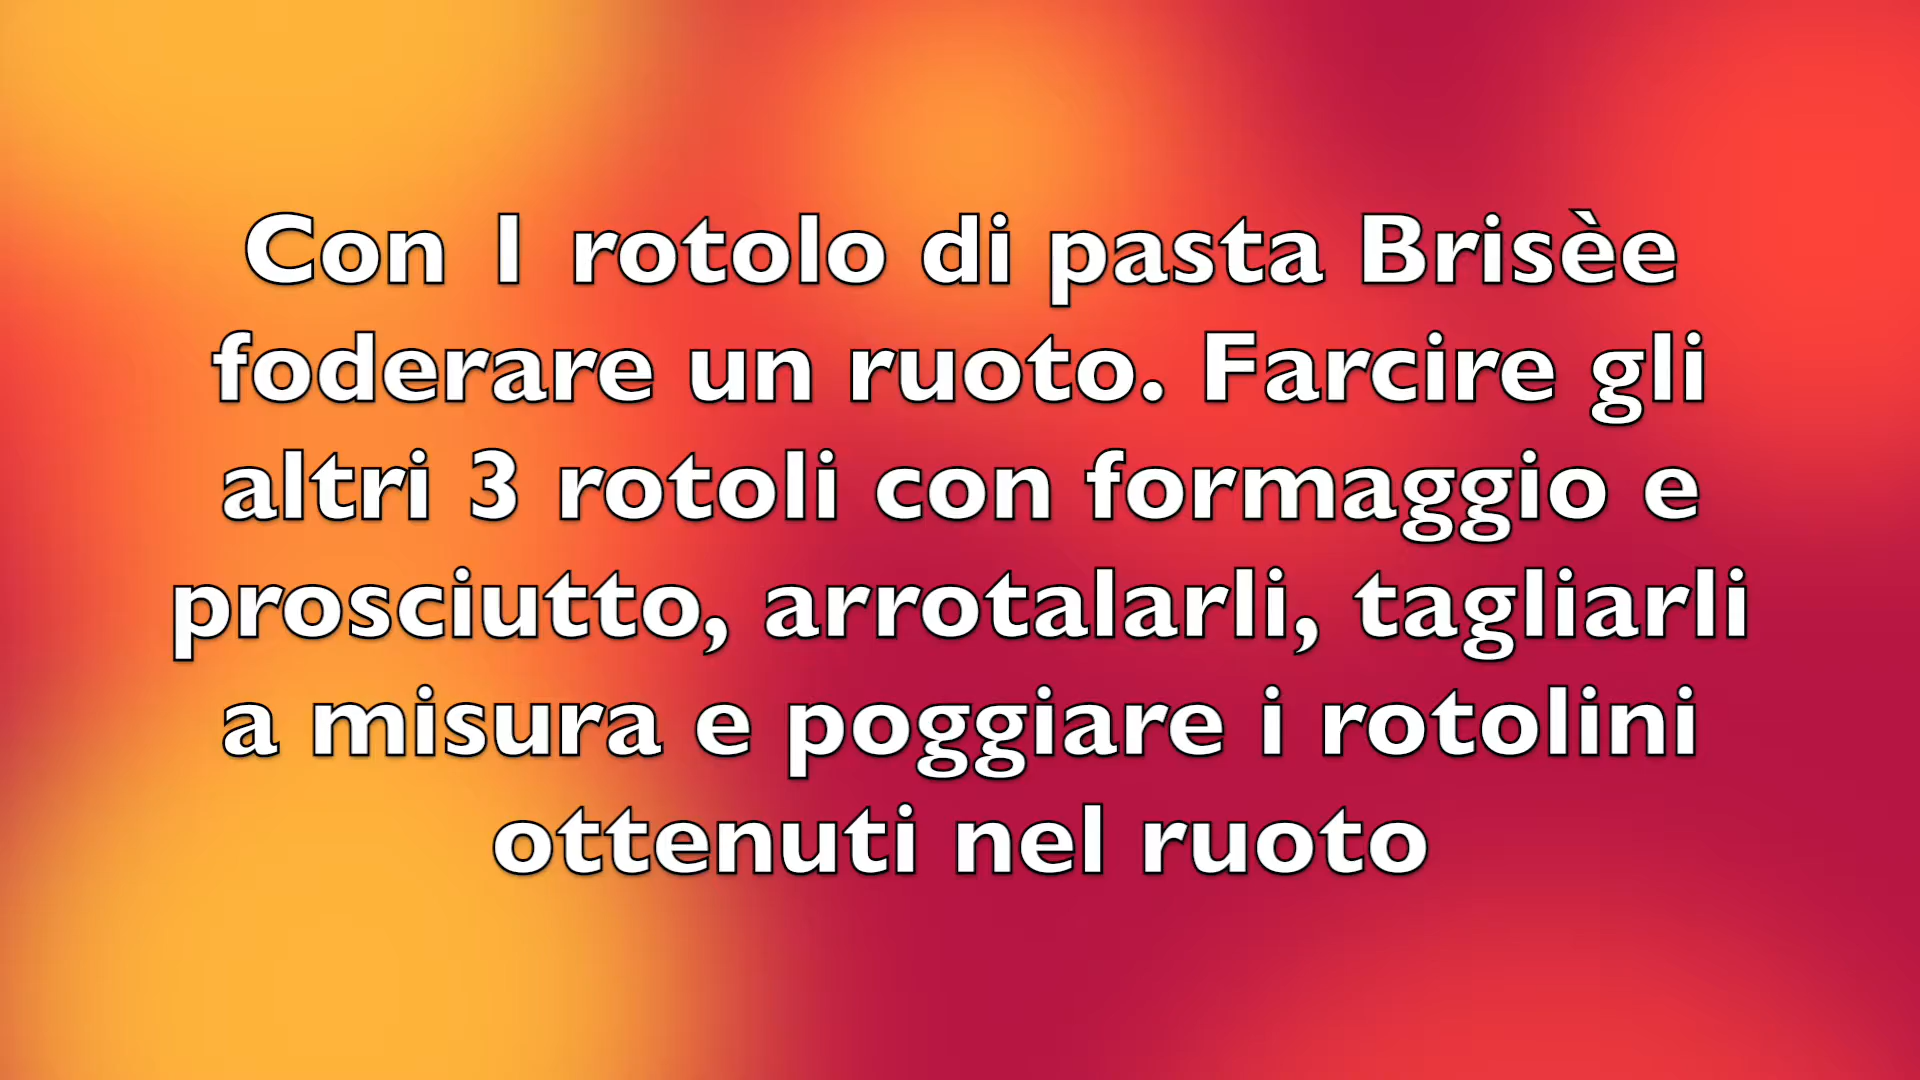 Con 1 rotolo di pasta Brisèe
foderare un ruoto. Farcire gli
altri 3 rotoli con formaggio e
prosciutto, arrotalarli, tagliarli
a misura e poggiare i rotolini
ottenuti nel ruoto